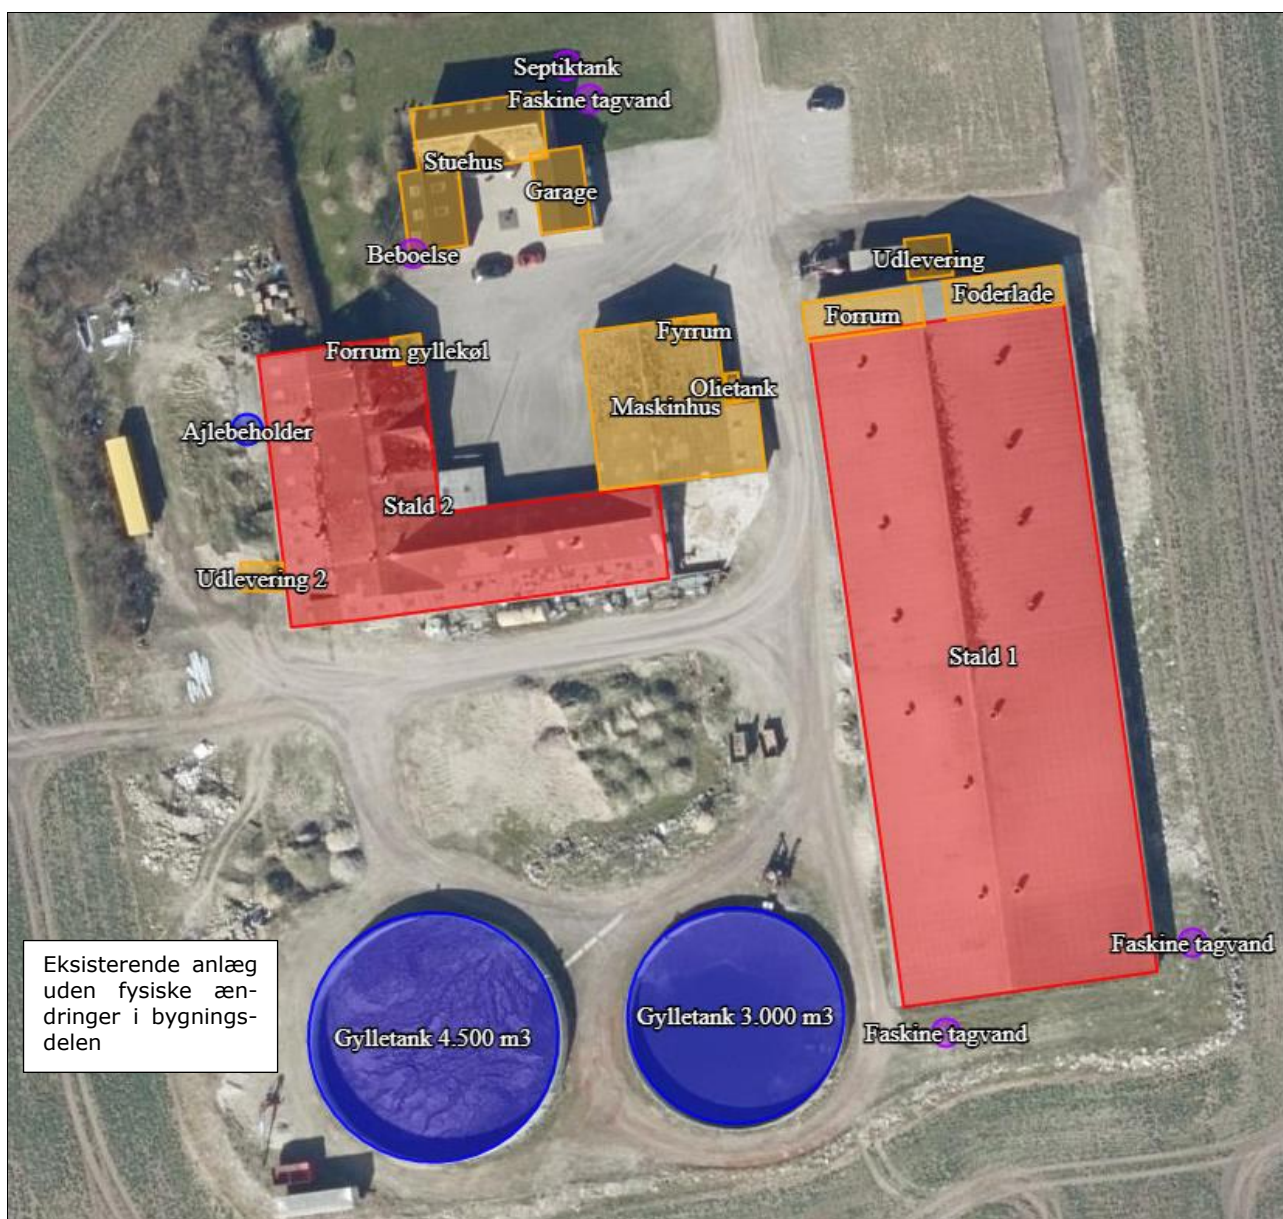 Septiktank
Faskine tagvand
Stuehus
Garage
Beboelse
Udlevering
Foderlade
Forrum
Fyrrum
Forrum gyllekøl
Olietank
Maskinhus
Ajlebeholder
Stald 2
Udlevering 2
Stald 1
Faskine tagvand
Eksisterende anlæg
uden fysiske æn-
dringer i bygnings-
delen
Gylletank 4.500 m3
Gylletank 3.000 m3
Faskine tagvand